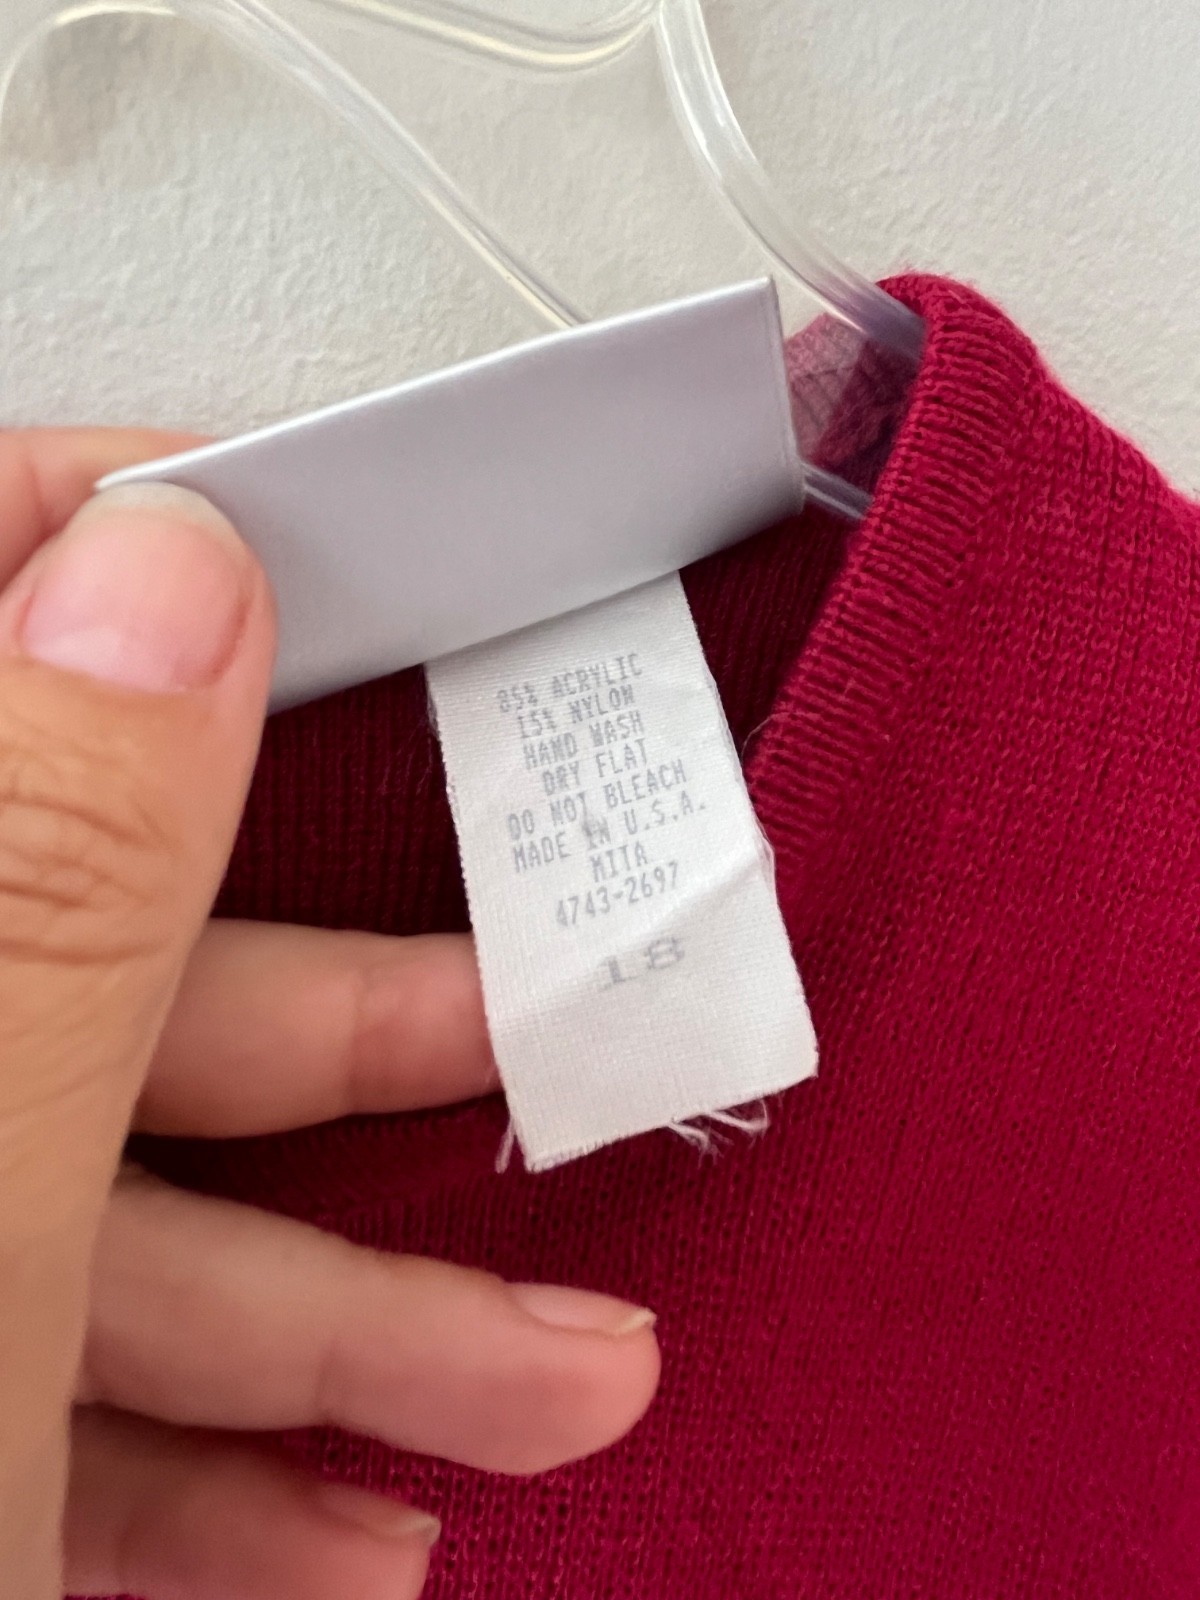 85% ACRYLIC
15% NYLON
HAND WASH
DRY FLAT
DO NOT BLEACH
MADE IN U.S.A.
MITA
4743-2697
18